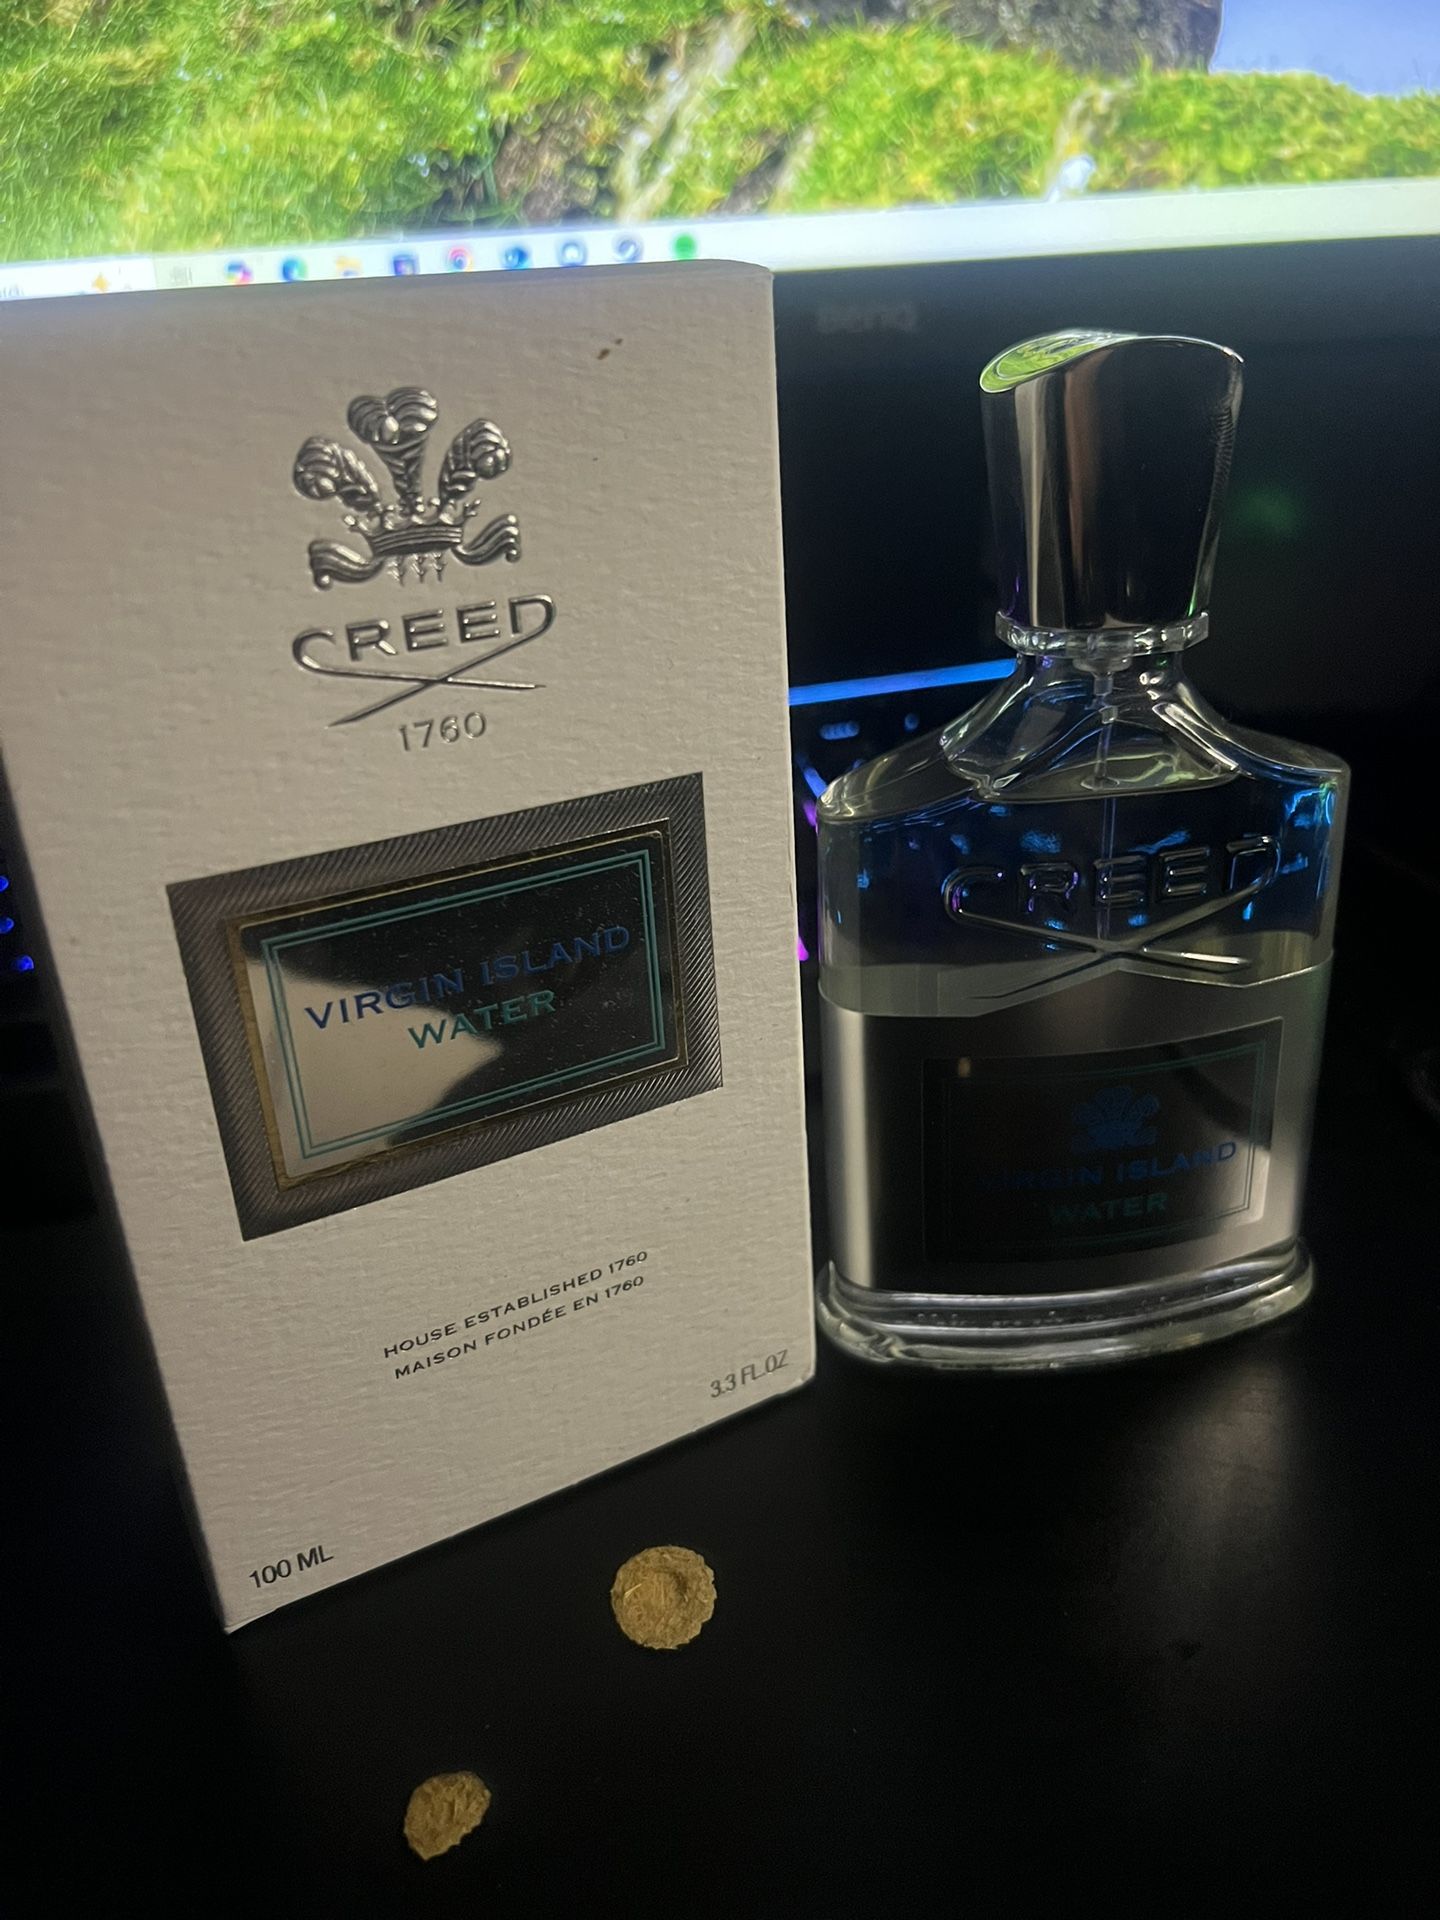 CREED
1760
VIRGIN ISLAND
WATER
HOUSE ESTABLISHED 1760
MAISON FONDÉE EN 1760
100 ML
3.3 FL.OZ
BenQ
CREED
VIRGIN ISLAND
WATER